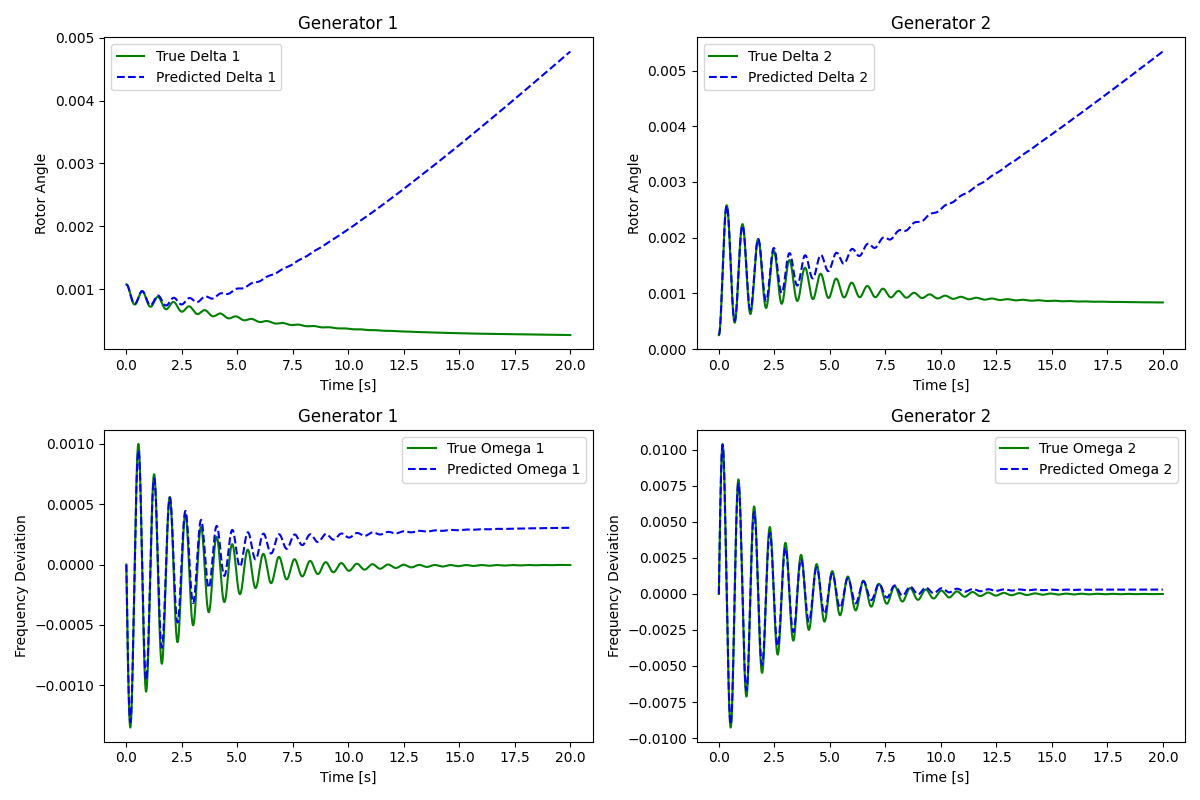 Generator 1
Rotor Angle
0.005
0.004
0.003
0.002
0.001
True Delta 1
Predicted Delta 1
0.0 2.5 5.0 7.5 10.0 12.5 15.0 17.5 20.0
Time [s]
Generator 2
Rotor Angle
0.005
0.004
0.003
0.002
0.001
0.000
True Delta 2
Predicted Delta 2
0.0 2.5 5.0 7.5 10.0 12.5 15.0 17.5 20.0
Time [s]
Generator 1
Frequency Deviation
0.0010
0.0005
0.0000
−0.0005
−0.0010
True Omega 1
Predicted Omega 1
0.0 2.5 5.0 7.5 10.0 12.5 15.0 17.5 20.0
Time [s]
Generator 2
Frequency Deviation
0.0100
0.0075
0.0050
0.0025
0.0000
−0.0025
−0.0050
−0.0075
−0.0100
True Omega 2
Predicted Omega 2
0.0 2.5 5.0 7.5 10.0 12.5 15.0 17.5 20.0
Time [s]